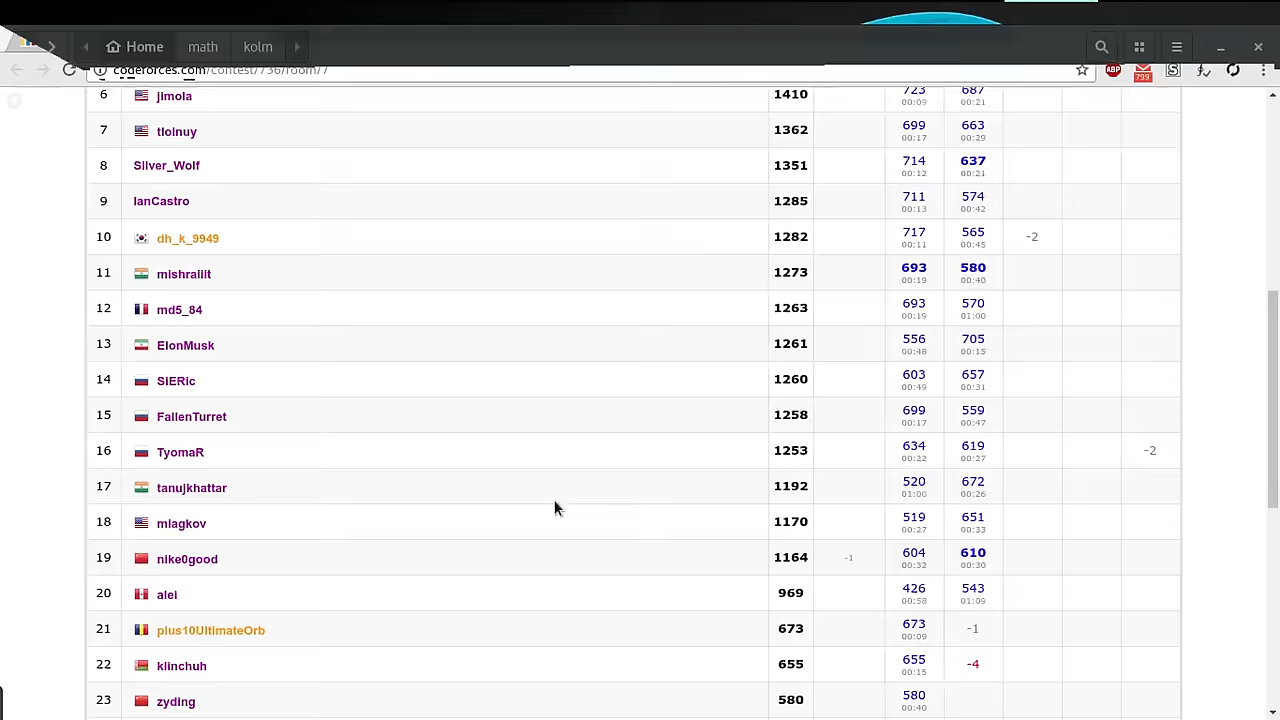 Home math kolm
codeforces.com/contest/736/room/7
ABP 799 S
6 jimola 1410 723 687
00:09 00:21
7 tlolnuy 1362 699 663
00:17 00:29
8 Silver_Wolf 1351 714 637
00:12 00:21
9 IanCastro 1285 711 574
00:13 00:42
10 dh_k_9949 1282 717 565 -2
00:11 00:45
11 mishraiiit 1273 693 580
00:19 00:40
12 md5_84 1263 693 570
00:19 01:00
13 ElonMusk 1261 556 705
00:48 00:15
14 SiERic 1260 603 657
00:49 00:31
15 FallenTurret 1258 699 559
00:17 00:47
16 TyomaR 1253 634 619 -2
00:22 00:27
17 tanujkhattar 1192 520 672
01:00 00:26
18 miagkov 1170 519 651
00:27 00:33
19 nike0good 1164 -1 604 610
00:32 00:30
20 alei 969 426 543
00:58 01:09
21 plus10UltimateOrb 673 673 -1
00:09
22 klinchuh 655 655 -4
00:15
23 zyding 580 580
00:40